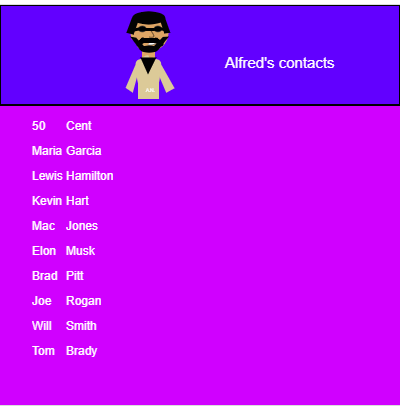 Alfred's contacts
50 Cent
Maria Garcia
Lewis Hamilton
Kevin Hart
Mac Jones
Elon Musk
Brad Pitt
Joe Rogan
Will Smith
Tom Brady